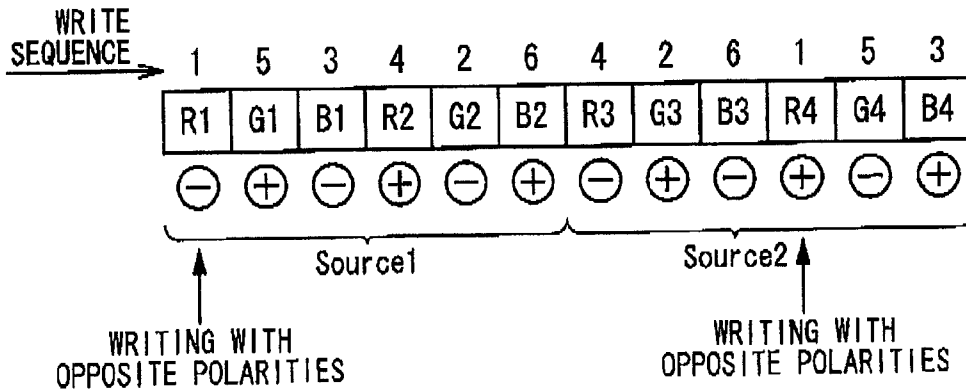 WRITE
SEQUENCE
1 5 3 4 2 6 4 2 6 1 5 3
R1 G1 B1 R2 G2 B2 R3 G3 B3 R4 G4 B4
− + − + − + − + − + − +
Source1 Source2
WRITING WITH WRITING WITH
OPPOSITE POLARITIES OPPOSITE POLARITIES